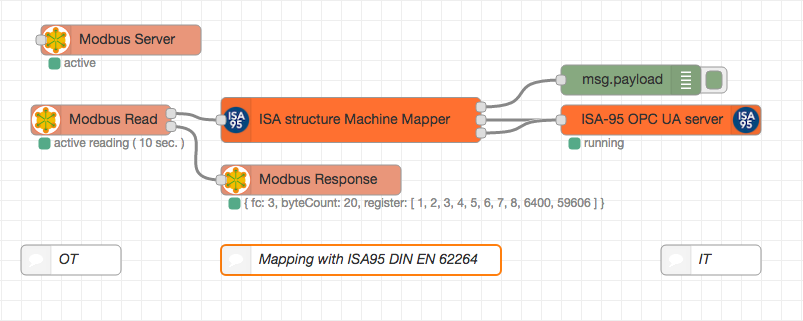 Modbus Server
active
msg.payload
Modbus Read
ISA 95
ISA structure Machine Mapper
ISA-95 OPC UA server
ISA 95
active reading ( 10 sec. )
running
Modbus Response
{ fc: 3, byteCount: 20, register: [ 1, 2, 3, 4, 5, 6, 7, 8, 6400, 59606 ] }
OT
Mapping with ISA95 DIN EN 62264
IT